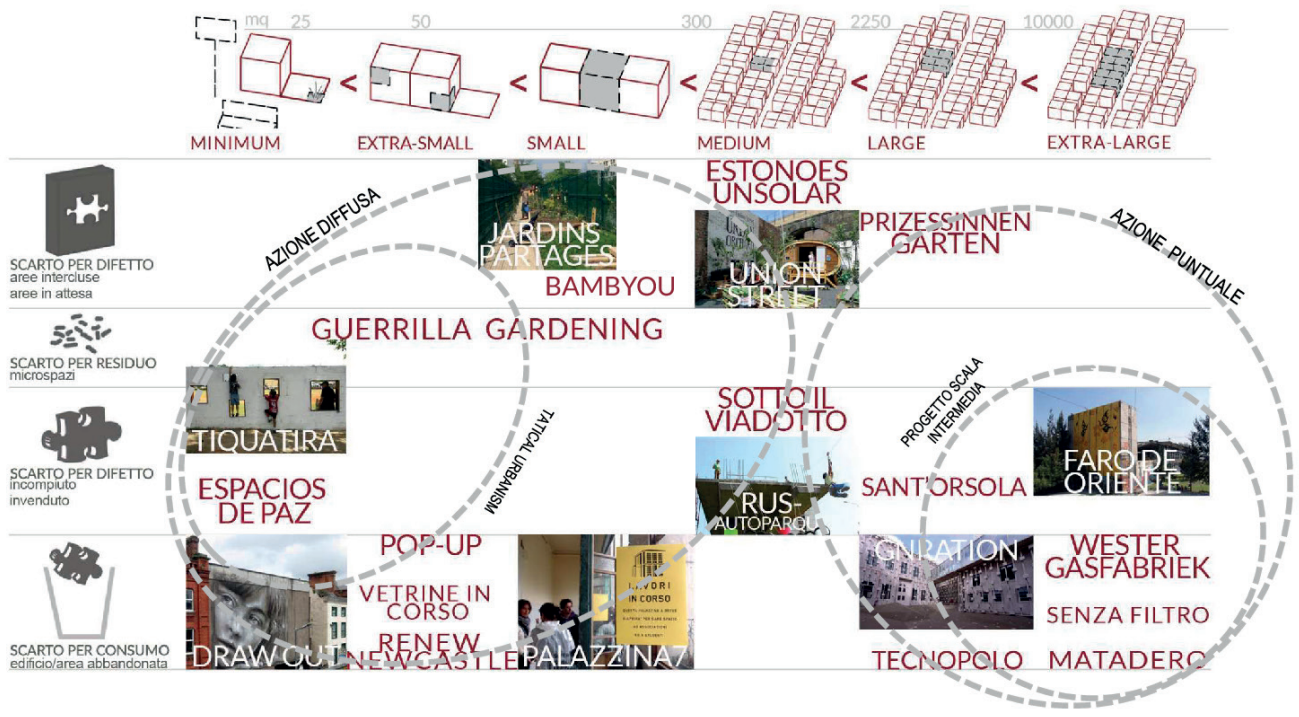 mq 25 50 300 2250 10000
< < < < <
MINIMUM EXTRA-SMALL SMALL MEDIUM LARGE EXTRA-LARGE
SCARTO PER DIFETTO
aree intercluse
aree in attesa
AZIONE DIFFUSA
JARDINS
PARTAGES
BAMBYOU
ESTONOES
UNSOLAR
UNION
STREET
PRIZESSINNEN
GARTEN
AZIONE PUNTUALE
SCARTO PER RESIDUO
microspazi
GUERRILLA GARDENING
SCARTO PER DIFETTO
incompiuto
invenduto
TIQUATIRA
ESPACIOS
DE PAZ
TATICAL URBANISM
SOTTO IL
VIADOTTO
RUS-
AUTOPARQU
PROGETTO SCALA
INTERMEDIA
SANT'ORSOLA
FARO DE
ORIENTE
SCARTO PER CONSUMO
edificio/area abbandonata
DRAW OUT
POP-UP
VETRINE IN
CORSO
RENEW
NEWGASTLE
LAVORI
IN CORSO
PALAZZINA7
GNRATION
TECNOPOLO
WESTER
GASFABRIEK
SENZA FILTRO
MATADERO